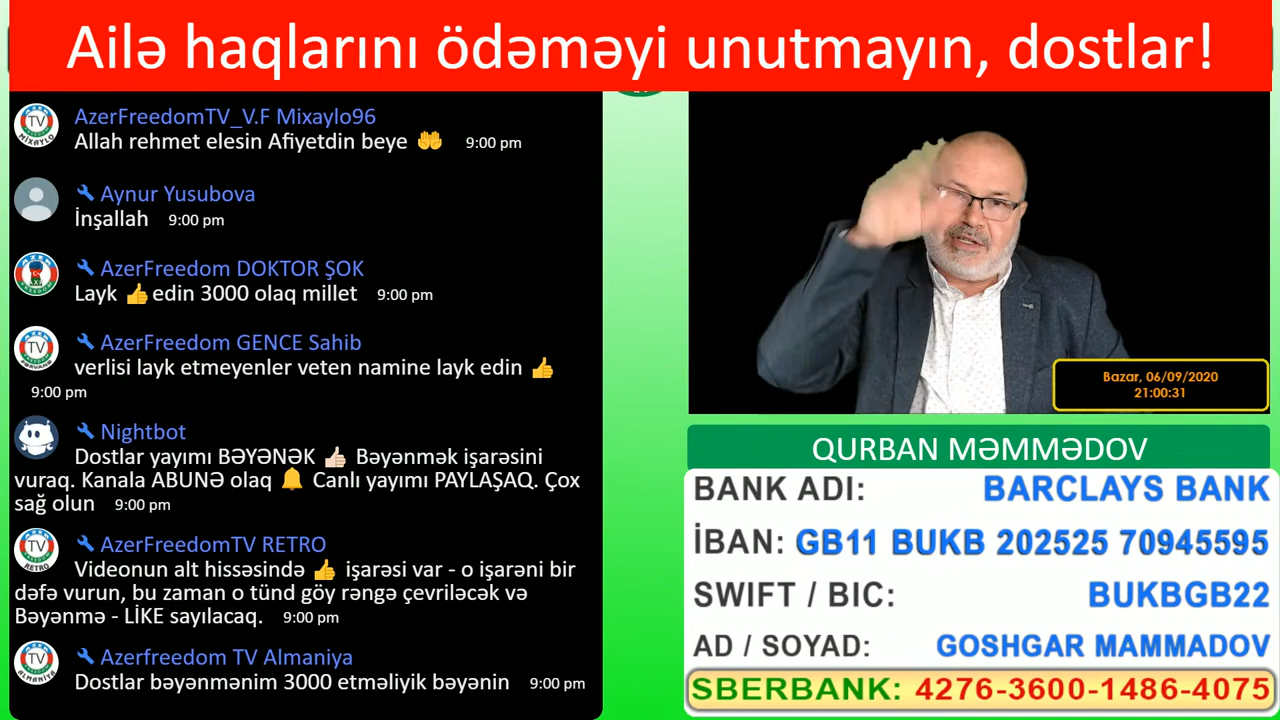 Ailə haqlarını ödəməyi unutmayın, dostlar!
AzerFreedomTV_V.F Mixaylo96
Allah rehmet elesin Afiyetdin beye 🤲 9:00 pm
Aynur Yusubova
İnşallah 9:00 pm
AzerFreedom DOKTOR ŞOK
Layk 👍 edin 3000 olaq millet 9:00 pm
AzerFreedom GENCE Sahib
verlisi layk etmeyenler veten namine layk edin 👍
9:00 pm
Nightbot
Dostlar yayımı BƏYƏNƏK 👍🏻 Bəyənmək işarəsini
vuraq. Kanala ABUNƏ olaq 🔔 Canlı yayımı PAYLAŞAQ. Çox
sağ olun 9:00 pm
AzerFreedomTV RETRO
Videonun alt hissəsində 👍 işarəsi var - o işarəni bir
dəfə vurun, bu zaman o tünd göy rəngə çevriləcək və
Bəyənmə - LİKE sayılacaq. 9:00 pm
Azerfreedom TV Almaniya
Dostlar bəyənmənim 3000 etməliyik bəyənin 9:00 pm
Bazar, 06/09/2020
21:00:31
QURBAN MƏMMƏDOV
BANK ADI: BARCLAYS BANK
İBAN: GB11 BUKB 202525 70945595
SWIFT / BIC: BUKBGB22
AD / SOYAD: GOSHGAR MAMMADOV
SBERBANK: 4276-3600-1486-4075